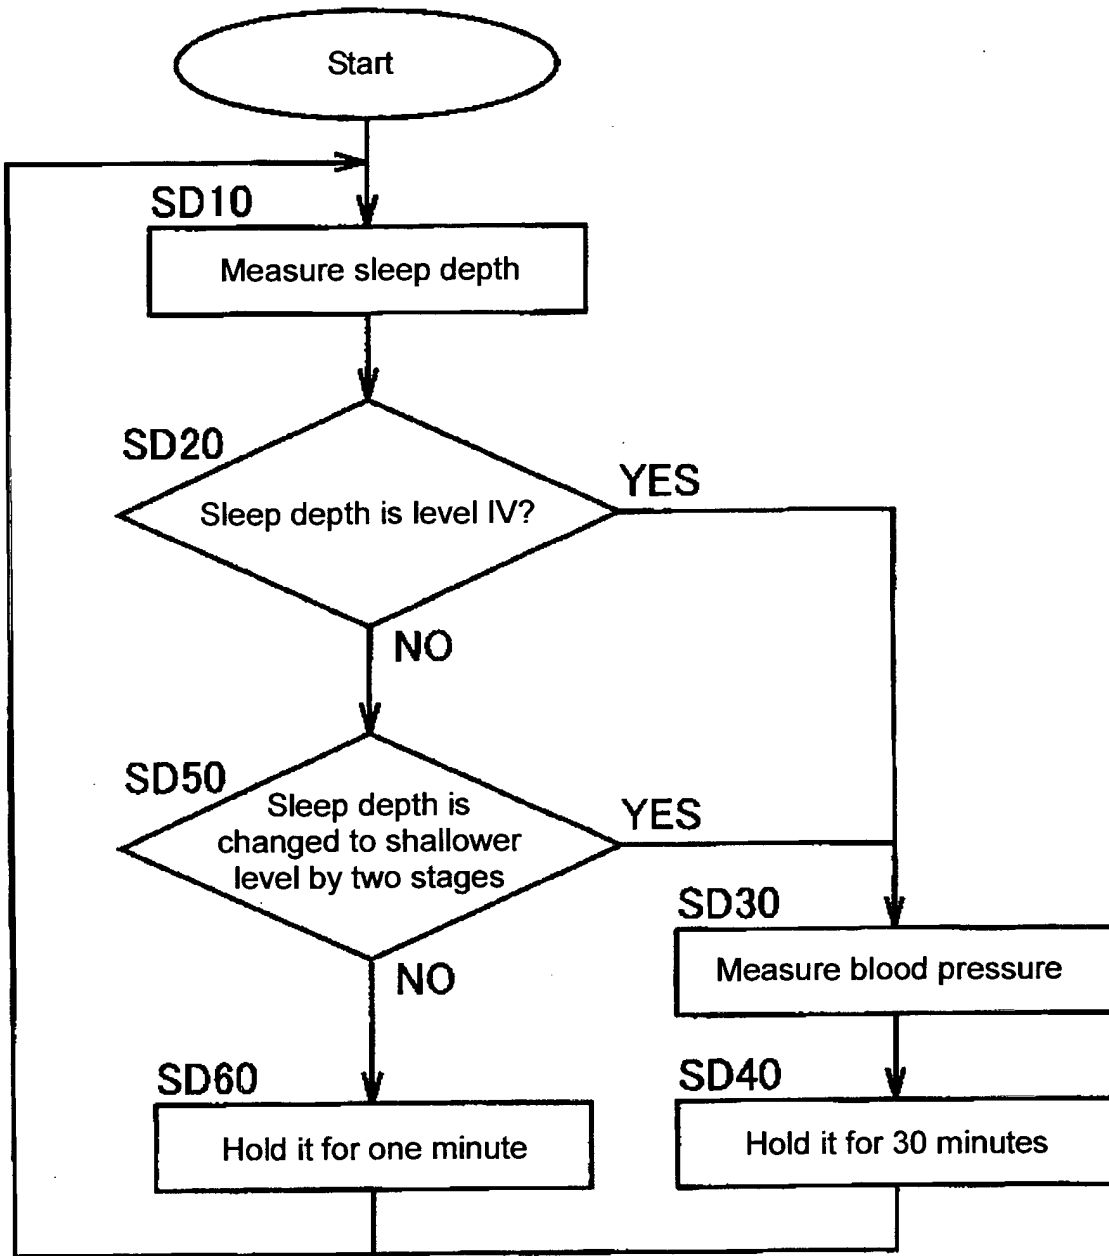 Start
SD10
Measure sleep depth
SD20
Sleep depth is level IV?
YES
NO
SD50
Sleep depth is
changed to shallower
level by two stages
YES
NO
SD30
Measure blood pressure
SD60
Hold it for one minute
SD40
Hold it for 30 minutes